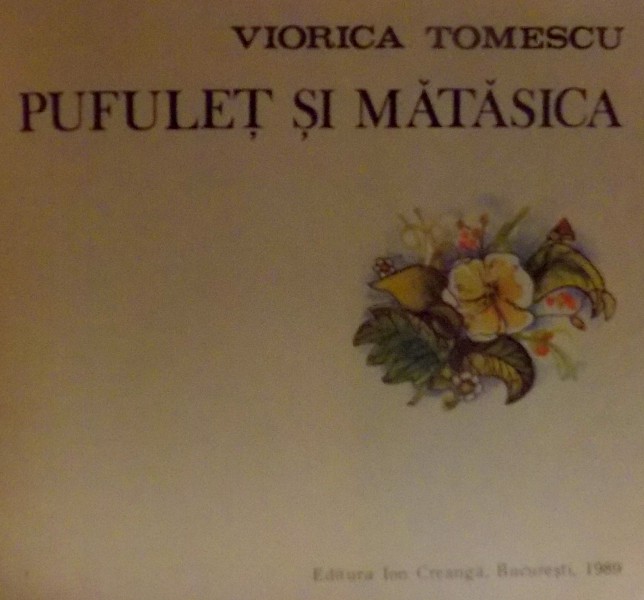 VIORICA TOMESCU
PUFULEȚ ȘI MĂTĂSICA
Editura Ion Creangă, București, 1989